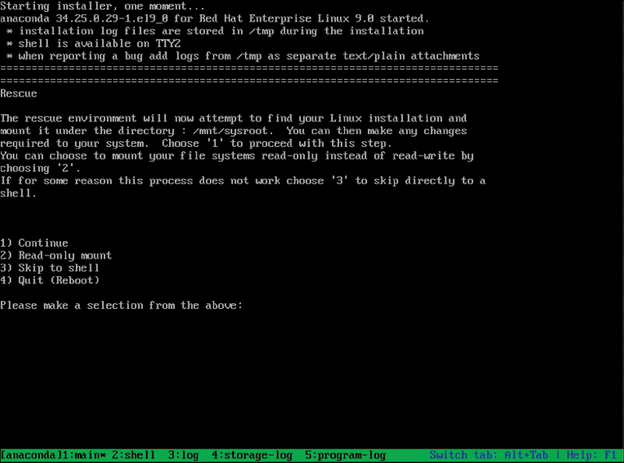 Starting installer, one moment...
anaconda 34.25.0.29-1.el9_0 for Red Hat Enterprise Linux 9.0 started.
* installation log files are stored in /tmp during the installation
* shell is available on TTY2
* when reporting a bug add logs from /tmp as separate text/plain attachments
================================================================================
================================================================================
Rescue
The rescue environment will now attempt to find your Linux installation and
mount it under the directory : /mnt/sysroot.  You can then make any changes
required to your system.  Choose '1' to proceed with this step.
You can choose to mount your file systems read-only instead of read-write by
choosing '2'.
If for some reason this process does not work choose '3' to skip directly to a
shell.
1) Continue
2) Read-only mount
3) Skip to shell
4) Quit (Reboot)
Please make a selection from the above:
[anaconda]1:main* 2:shell  3:log  4:storage-log  5:program-log Switch tab: Alt+Tab | Help: F1